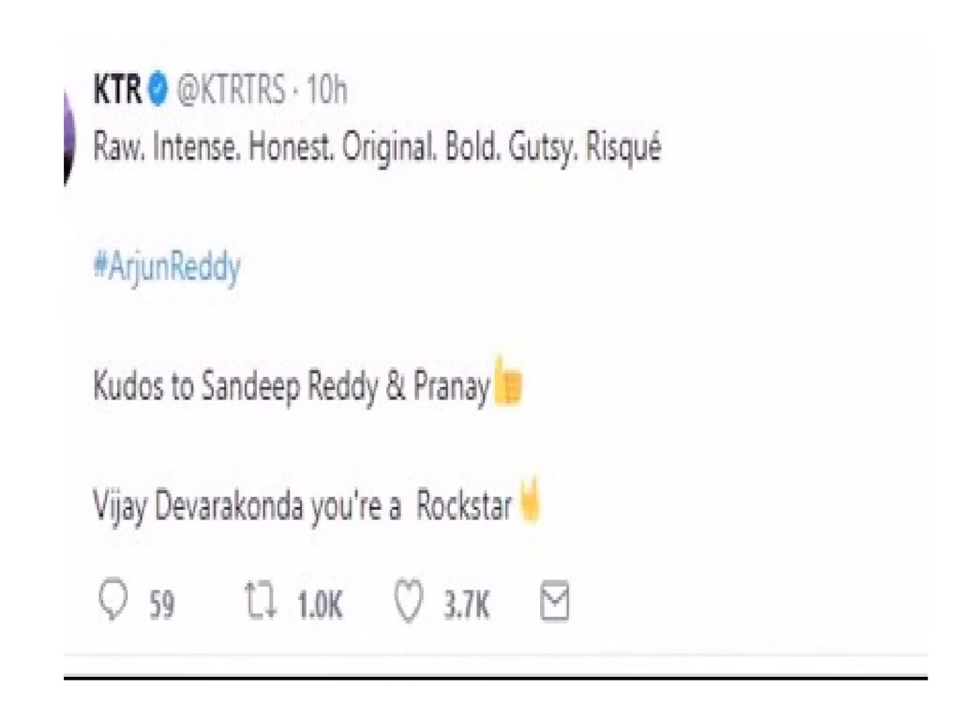 KTR @KTRTRS · 10h
Raw. Intense. Honest. Original. Bold. Gutsy. Risqué
#ArjunReddy
Kudos to Sandeep Reddy & Pranay👍
Vijay Devarakonda you're a Rockstar🤘
59 1.0K 3.7K